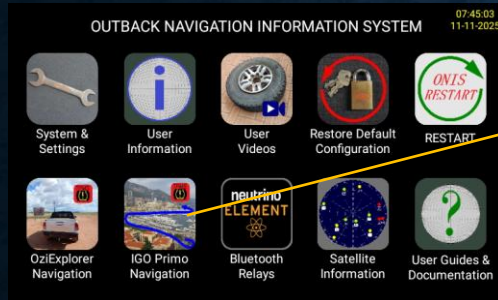 OUTBACK NAVIGATION INFORMATION SYSTEM
07:45:03
11-11-2025
ONIS
RESTART
System &
Settings
User
Information
User
Videos
Restore Default
Configuration
RESTART
neutrino
ELEMENT
OziExplorer
Navigation
IGO Primo
Navigation
Bluetooth
Relays
Satellite
Information
User Guides &
Documentation